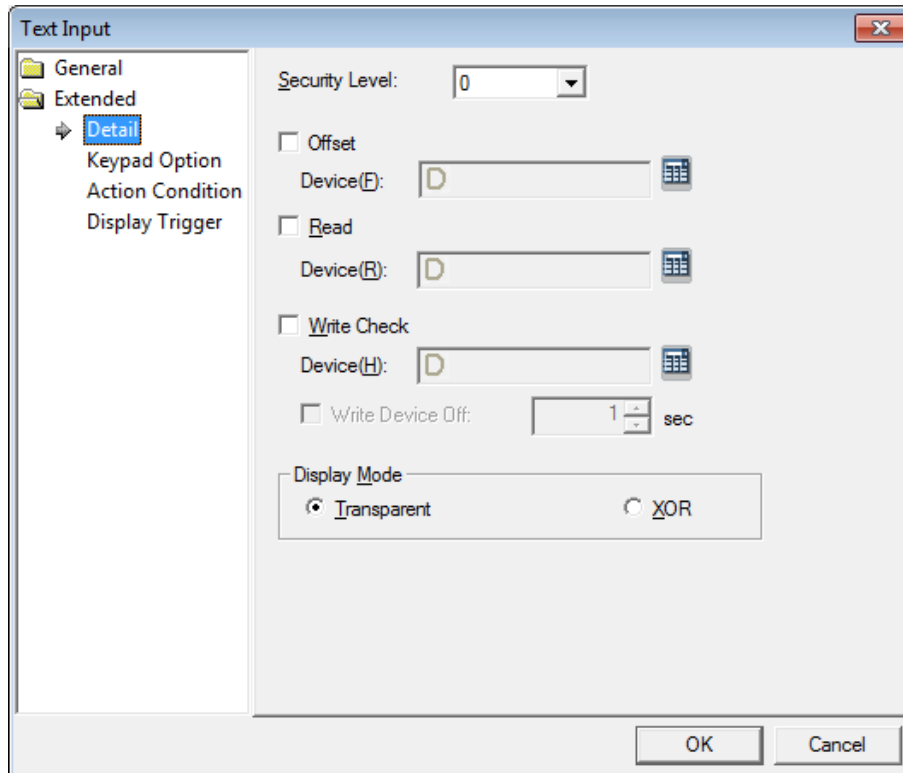 Text Input
General
Extended
Detail
Keypad Option
Action Condition
Display Trigger
Security Level: 0
Offset
Device(F): D
Read
Device(R): D
Write Check
Device(H): D
Write Device Off: 1 sec
Display Mode
Transparent XOR
OK Cancel